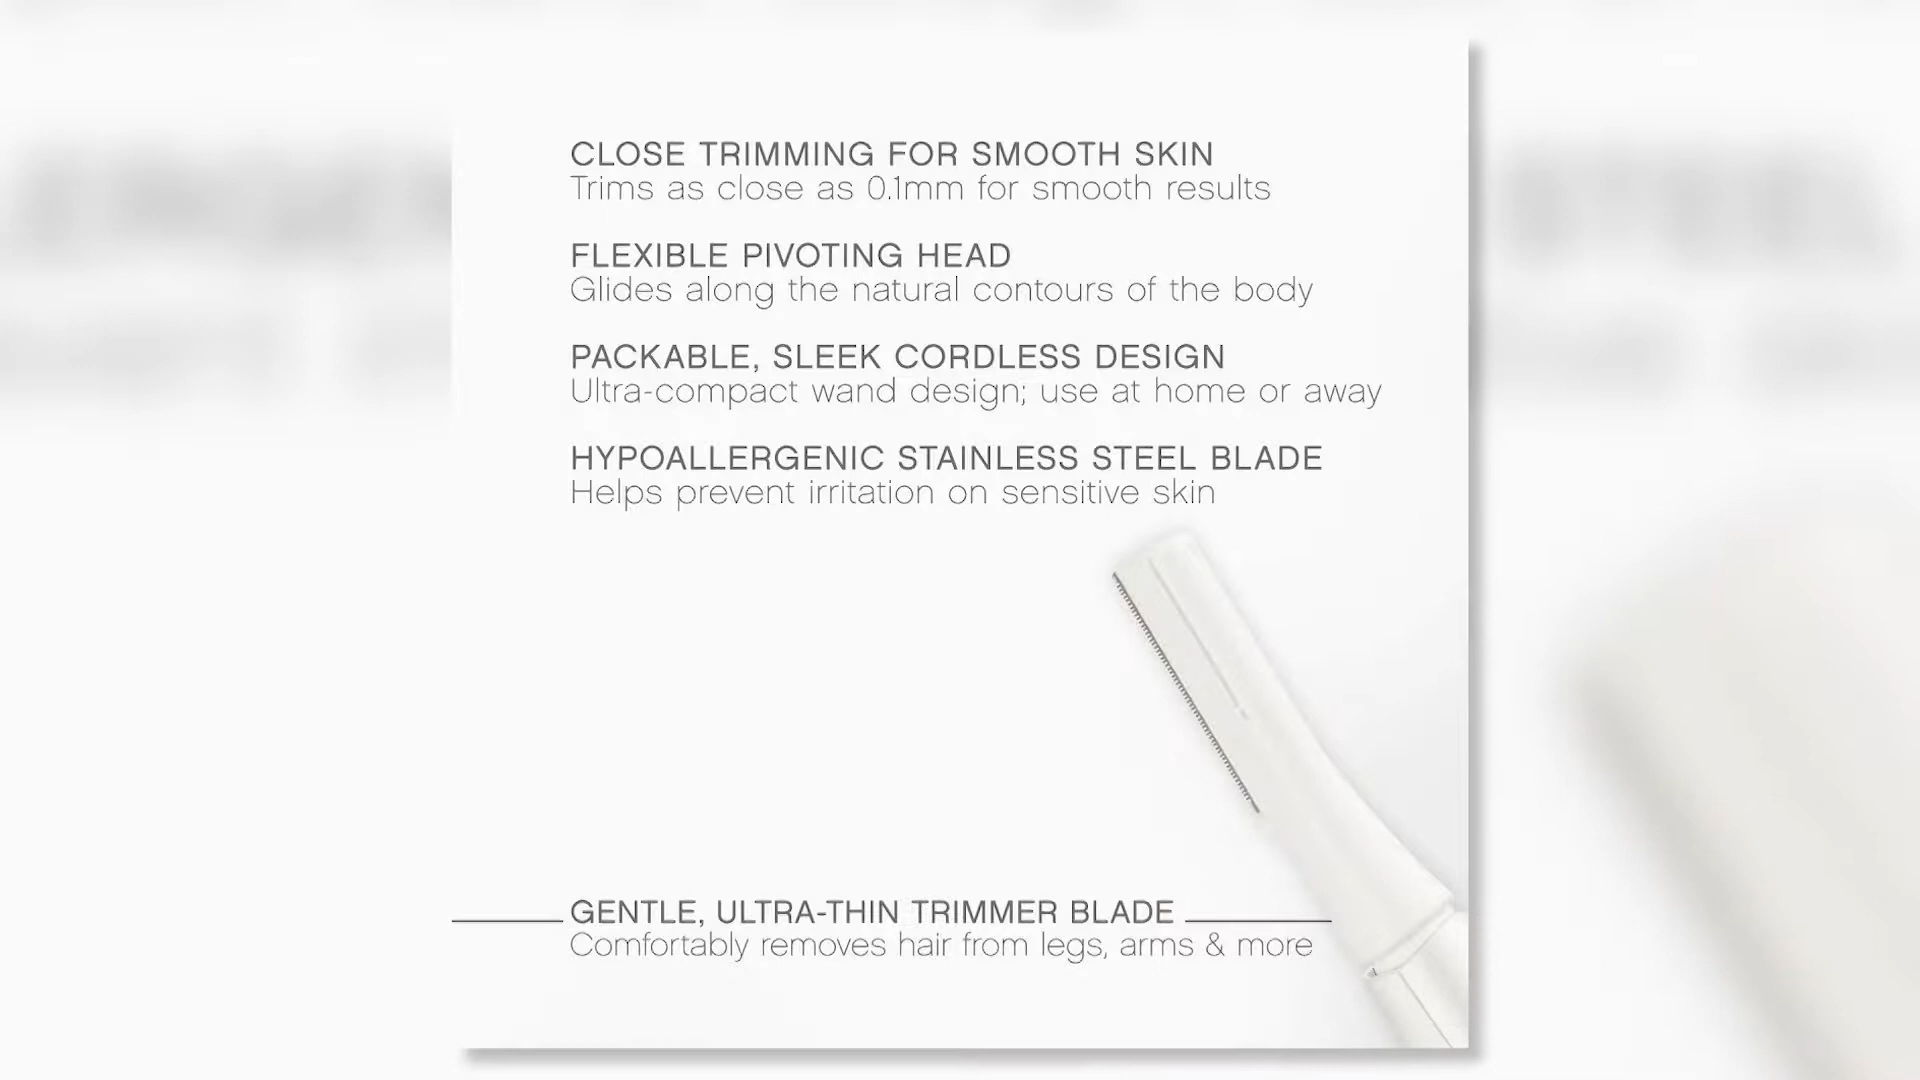 CLOSE TRIMMING FOR SMOOTH SKIN
Trims as close as 0.1mm for smooth results
FLEXIBLE PIVOTING HEAD
Glides along the natural contours of the body
PACKABLE, SLEEK CORDLESS DESIGN
Ultra-compact wand design; use at home or away
HYPOALLERGENIC STAINLESS STEEL BLADE
Helps prevent irritation on sensitive skin
GENTLE, ULTRA-THIN TRIMMER BLADE
Comfortably removes hair from legs, arms & more